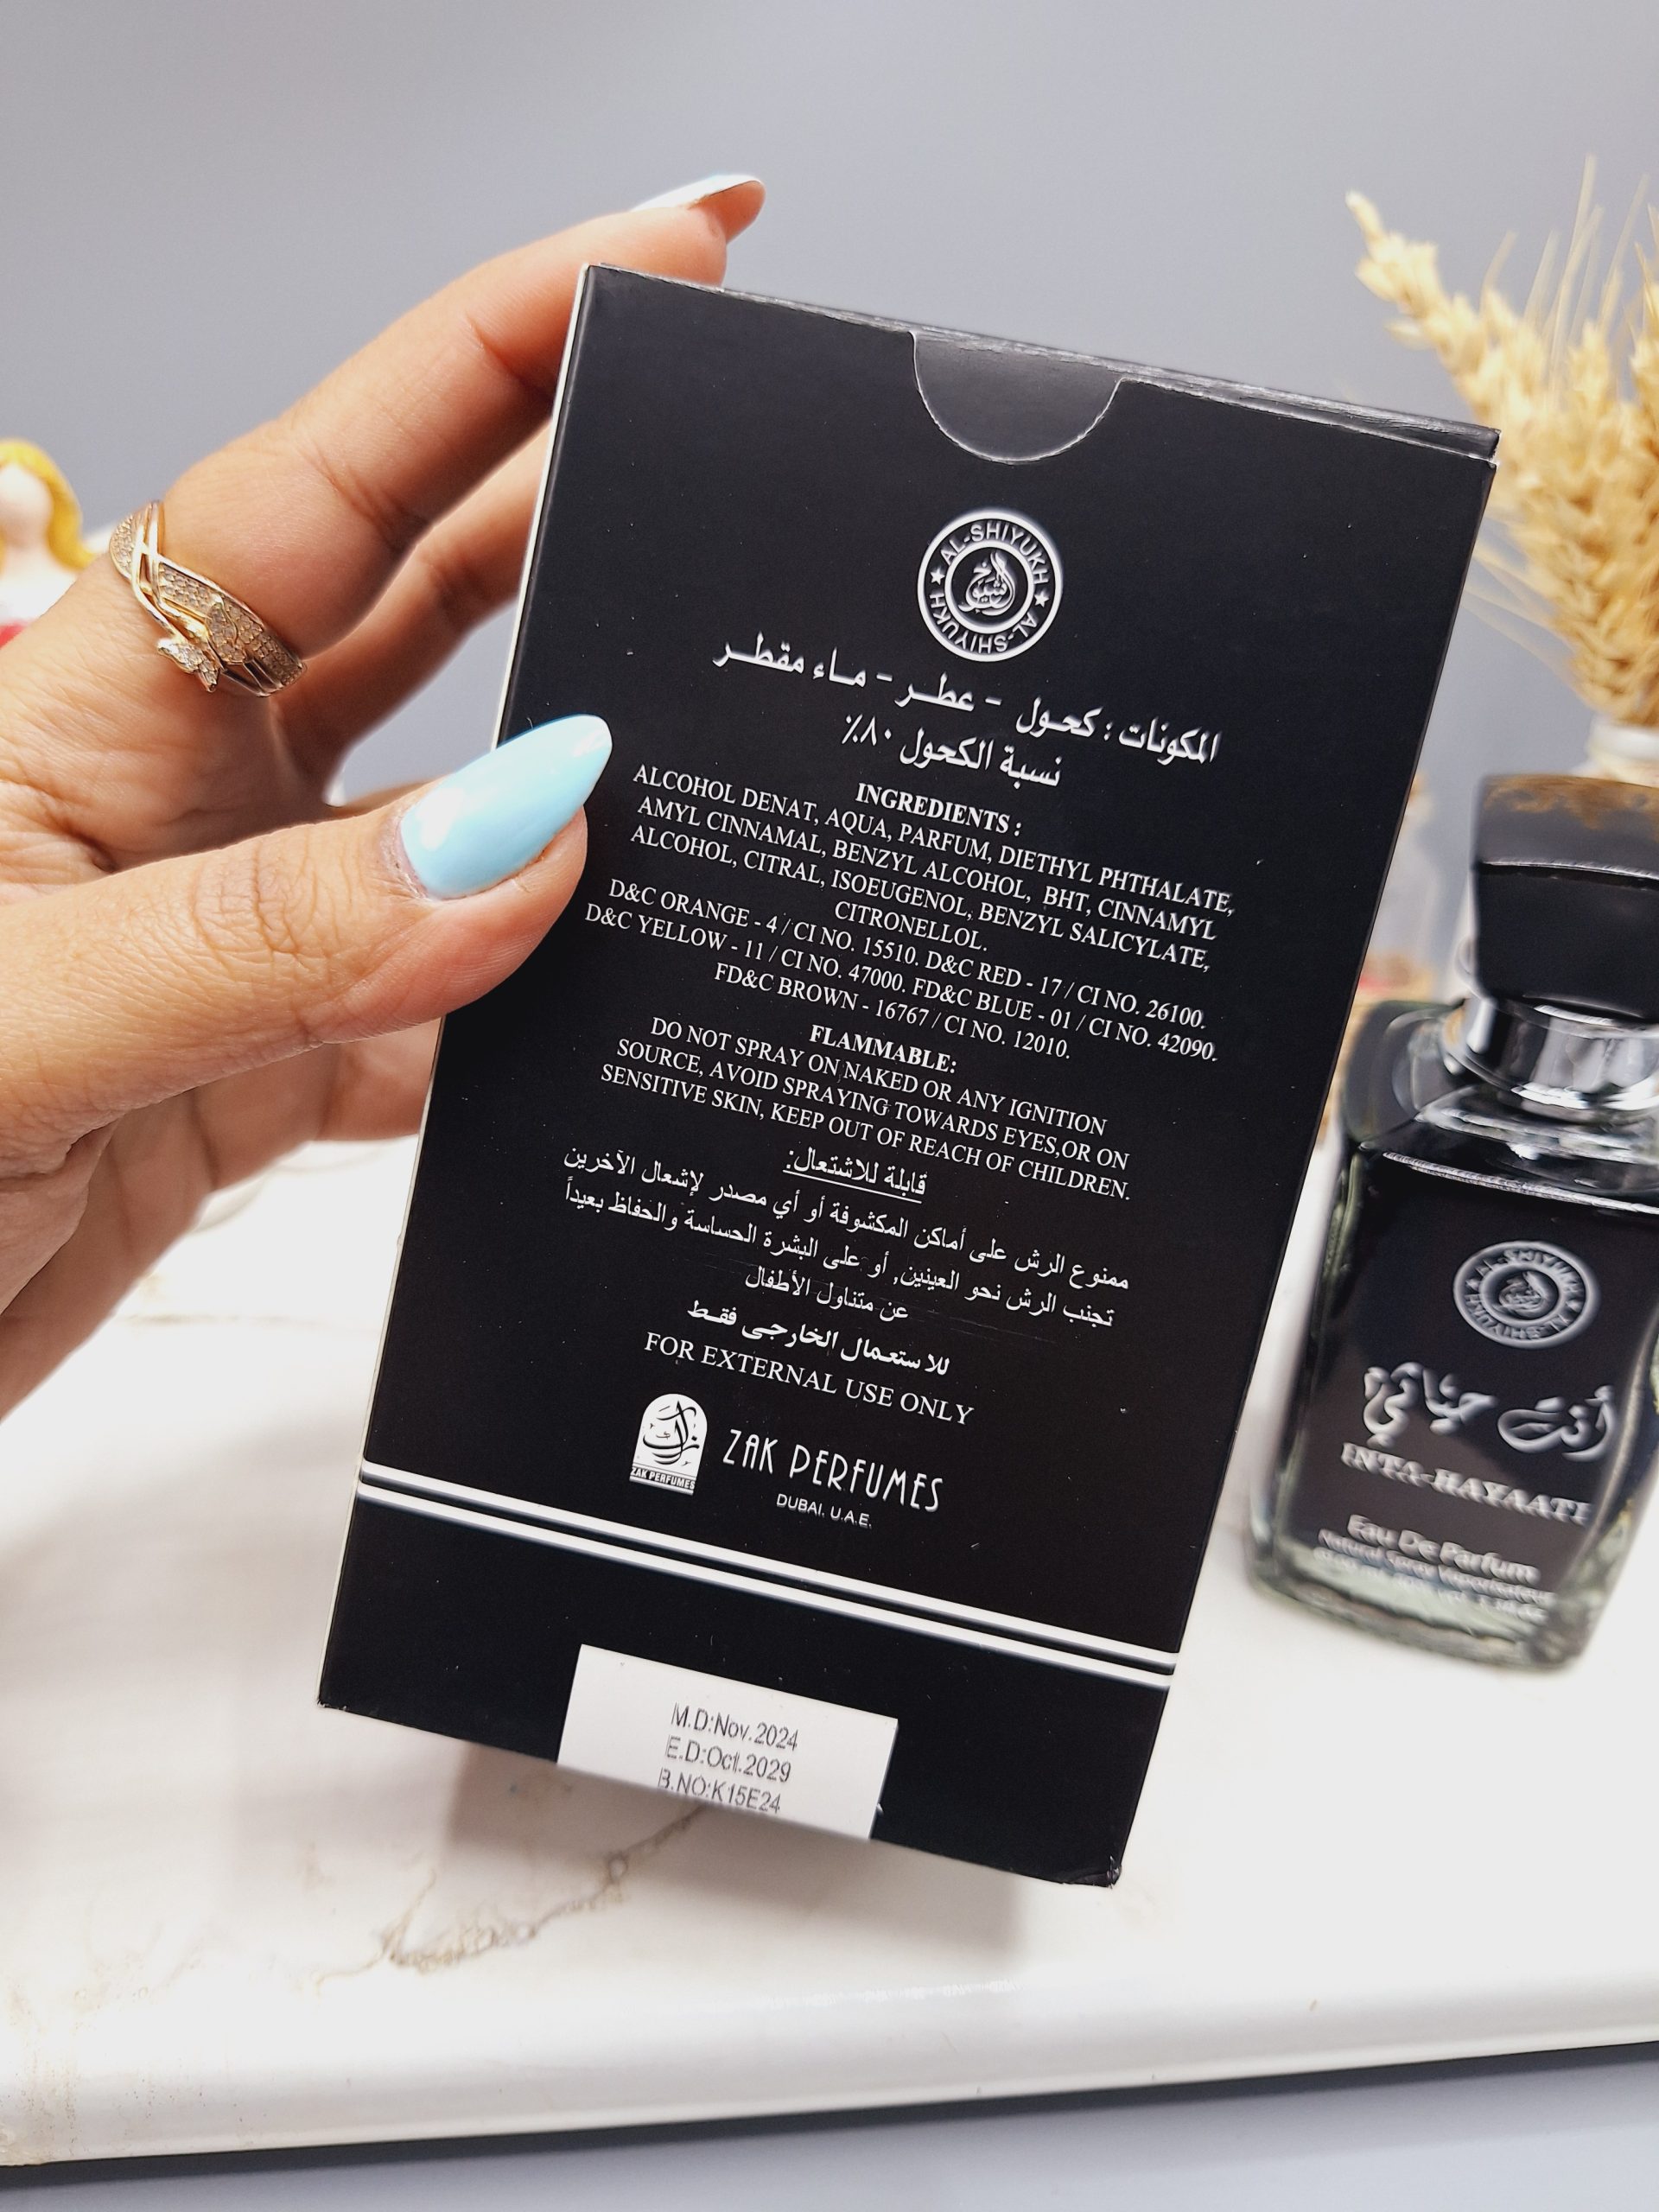 AL-SHIYUKH ★ AL-SHIYUKH ★
شيوخ
المكونات : كحول - عطر - ماء مقطر
نسبة الكحول ٨٠٪
INGREDIENTS :
ALCOHOL DENAT, AQUA, PARFUM, DIETHYL PHTHALATE,
AMYL CINNAMAL, BENZYL ALCOHOL, BHT, CINNAMYL
ALCOHOL, CITRAL, ISOEUGENOL, BENZYL SALICYLATE,
CITRONELLOL.
D&C ORANGE - 4 / CI NO. 15510. D&C RED - 17 / CI NO. 26100.
D&C YELLOW - 11 / CI NO. 47000. FD&C BLUE - 01 / CI NO. 42090.
FD&C BROWN - 16767 / CI NO. 12010.
FLAMMABLE:
DO NOT SPRAY ON NAKED OR ANY IGNITION
SOURCE, AVOID SPRAYING TOWARDS EYES,OR ON
SENSITIVE SKIN, KEEP OUT OF REACH OF CHILDREN.
قابلة للاشتعال:
ممنوع الرش على أماكن المكشوفة أو أي مصدر لإشعال الآخرين
تجنب الرش نحو العينين, أو على البشرة الحساسة والحفاظ بعيداً
عن متناول الأطفال
للاستعمال الخارجى فقط
FOR EXTERNAL USE ONLY
ZAK PERFUMES
ZAK PERFUMES
DUBAI. U.A.E.
M.D:Nov.2024
E.D:Oct.2029
B.NO:K15E24
AL-SHIYUKH ★ AL-SHIYUKH ★
أنت حياتي
INTA-HAYAATI
Eau De Parfum
Natural Spray Vaporisateur